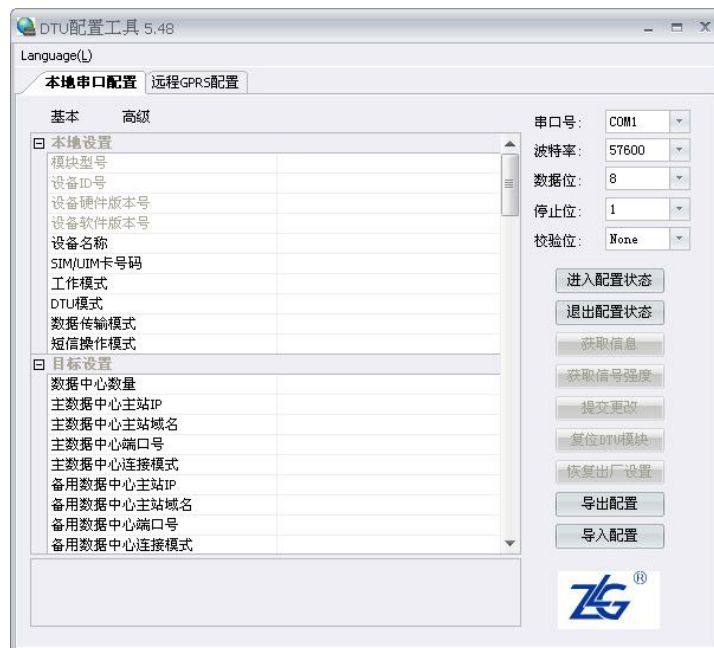 DTU配置工具 5.48
Language(L)
本地串口配置 远程GPRS配置
基本 高级
本地设置
模块型号
设备ID号
设备硬件版本号
设备软件版本号
设备名称
SIM/UIM卡号码
工作模式
DTU模式
数据传输模式
短信操作模式
目标设置
数据中心数量
主数据中心主站IP
主数据中心主站域名
主数据中心端口号
主数据中心连接模式
备用数据中心主站IP
备用数据中心主站域名
备用数据中心端口号
备用数据中心连接模式
串口号: COM1
波特率: 57600
数据位: 8
停止位: 1
校验位: None
进入配置状态
退出配置状态
获取信息
获取信号强度
提交更改
复位DTU模块
恢复出厂设置
导出配置
导入配置
ZLG®